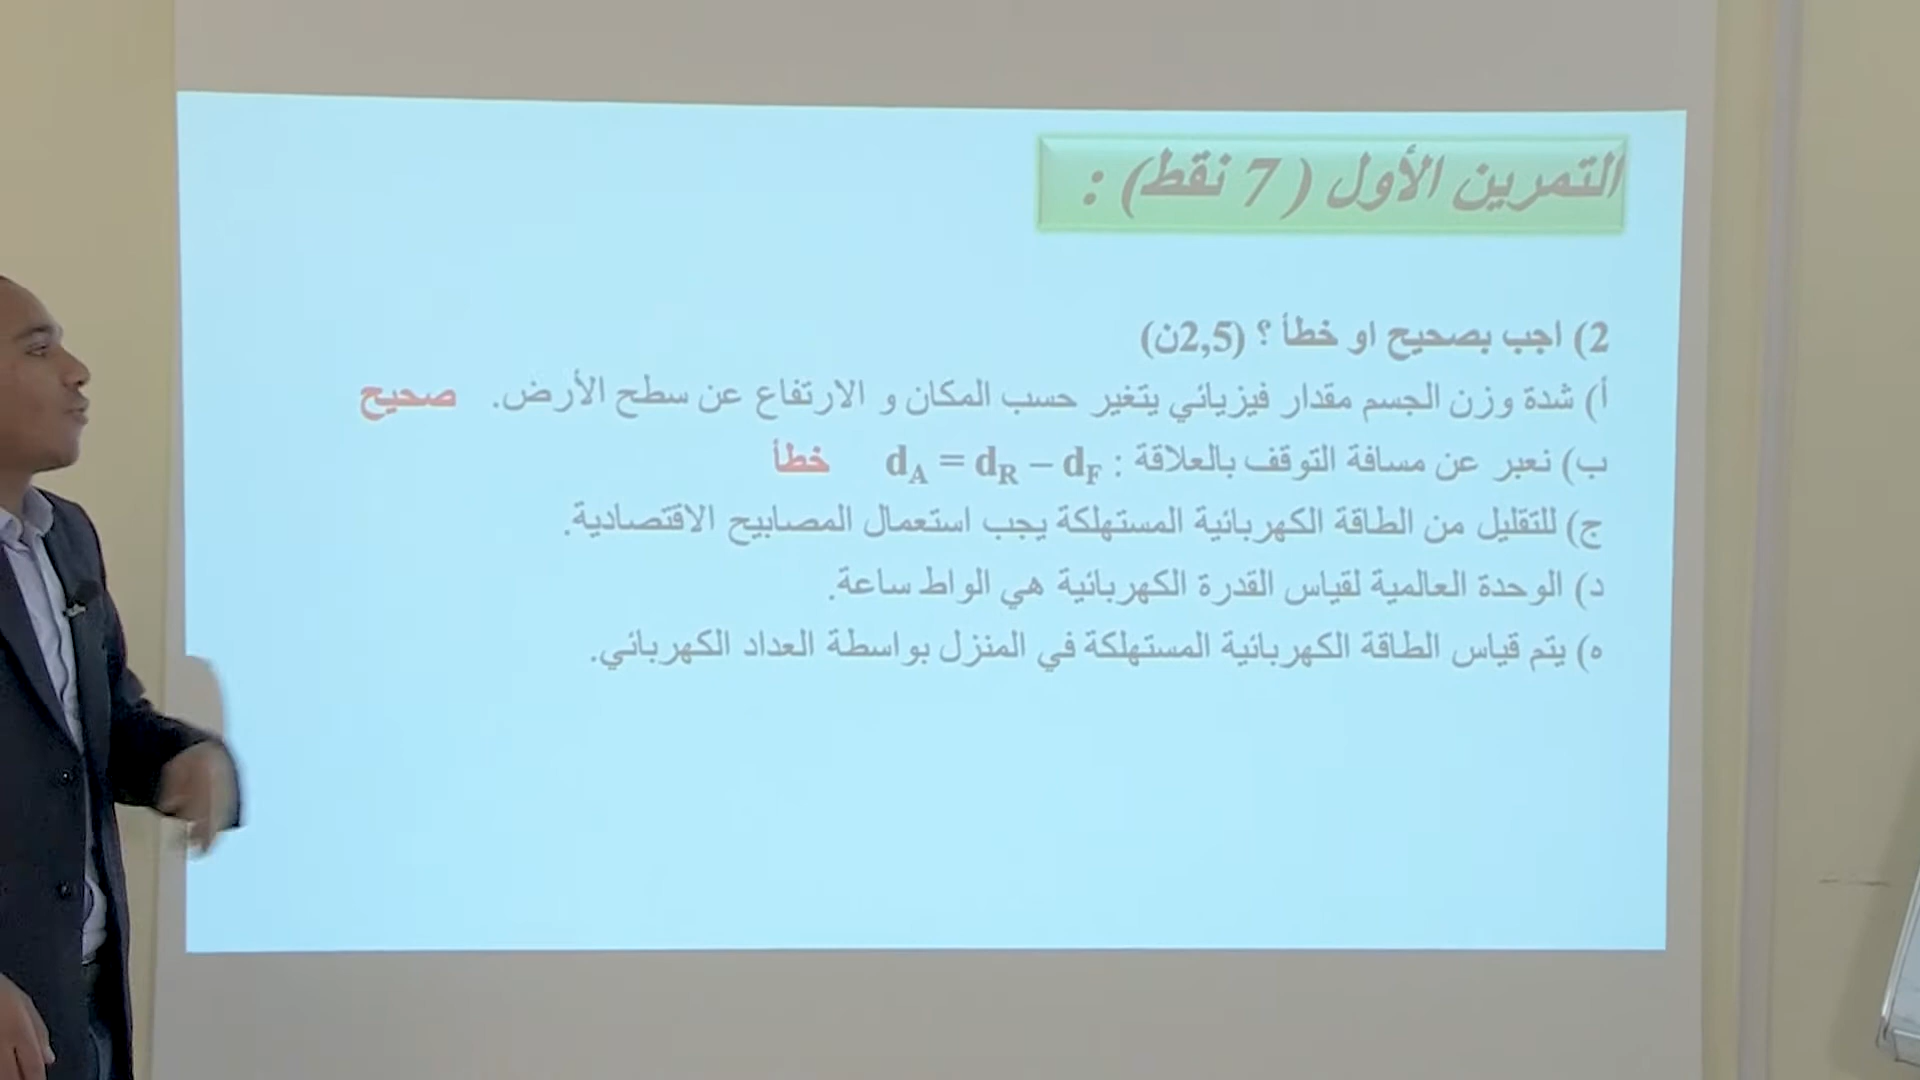 التمرين الأول ( 7 نقط) :
2) اجب بصحيح او خطأ ؟ (2,5ن)
أ) شدة وزن الجسم مقدار فيزيائي يتغير حسب المكان و الارتفاع عن سطح الأرض. صحيح
ب) نعبر عن مسافة التوقف بالعلاقة : dA = dR – dF خطأ
ج) للتقليل من الطاقة الكهربائية المستهلكة يجب استعمال المصابيح الاقتصادية.
د) الوحدة العالمية لقياس القدرة الكهربائية هي الواط ساعة.
ه) يتم قياس الطاقة الكهربائية المستهلكة في المنزل بواسطة العداد الكهربائي.